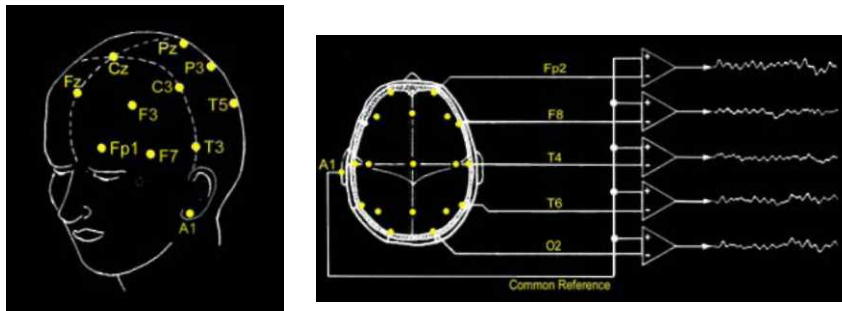 Pz
Cz
P3
Fz
C3
F3
T5
Fp1
F7
T3
A1
Fp2
F8
A1
T4
T6
O2
Common Reference
+
-
+
-
+
-
+
-
+
-